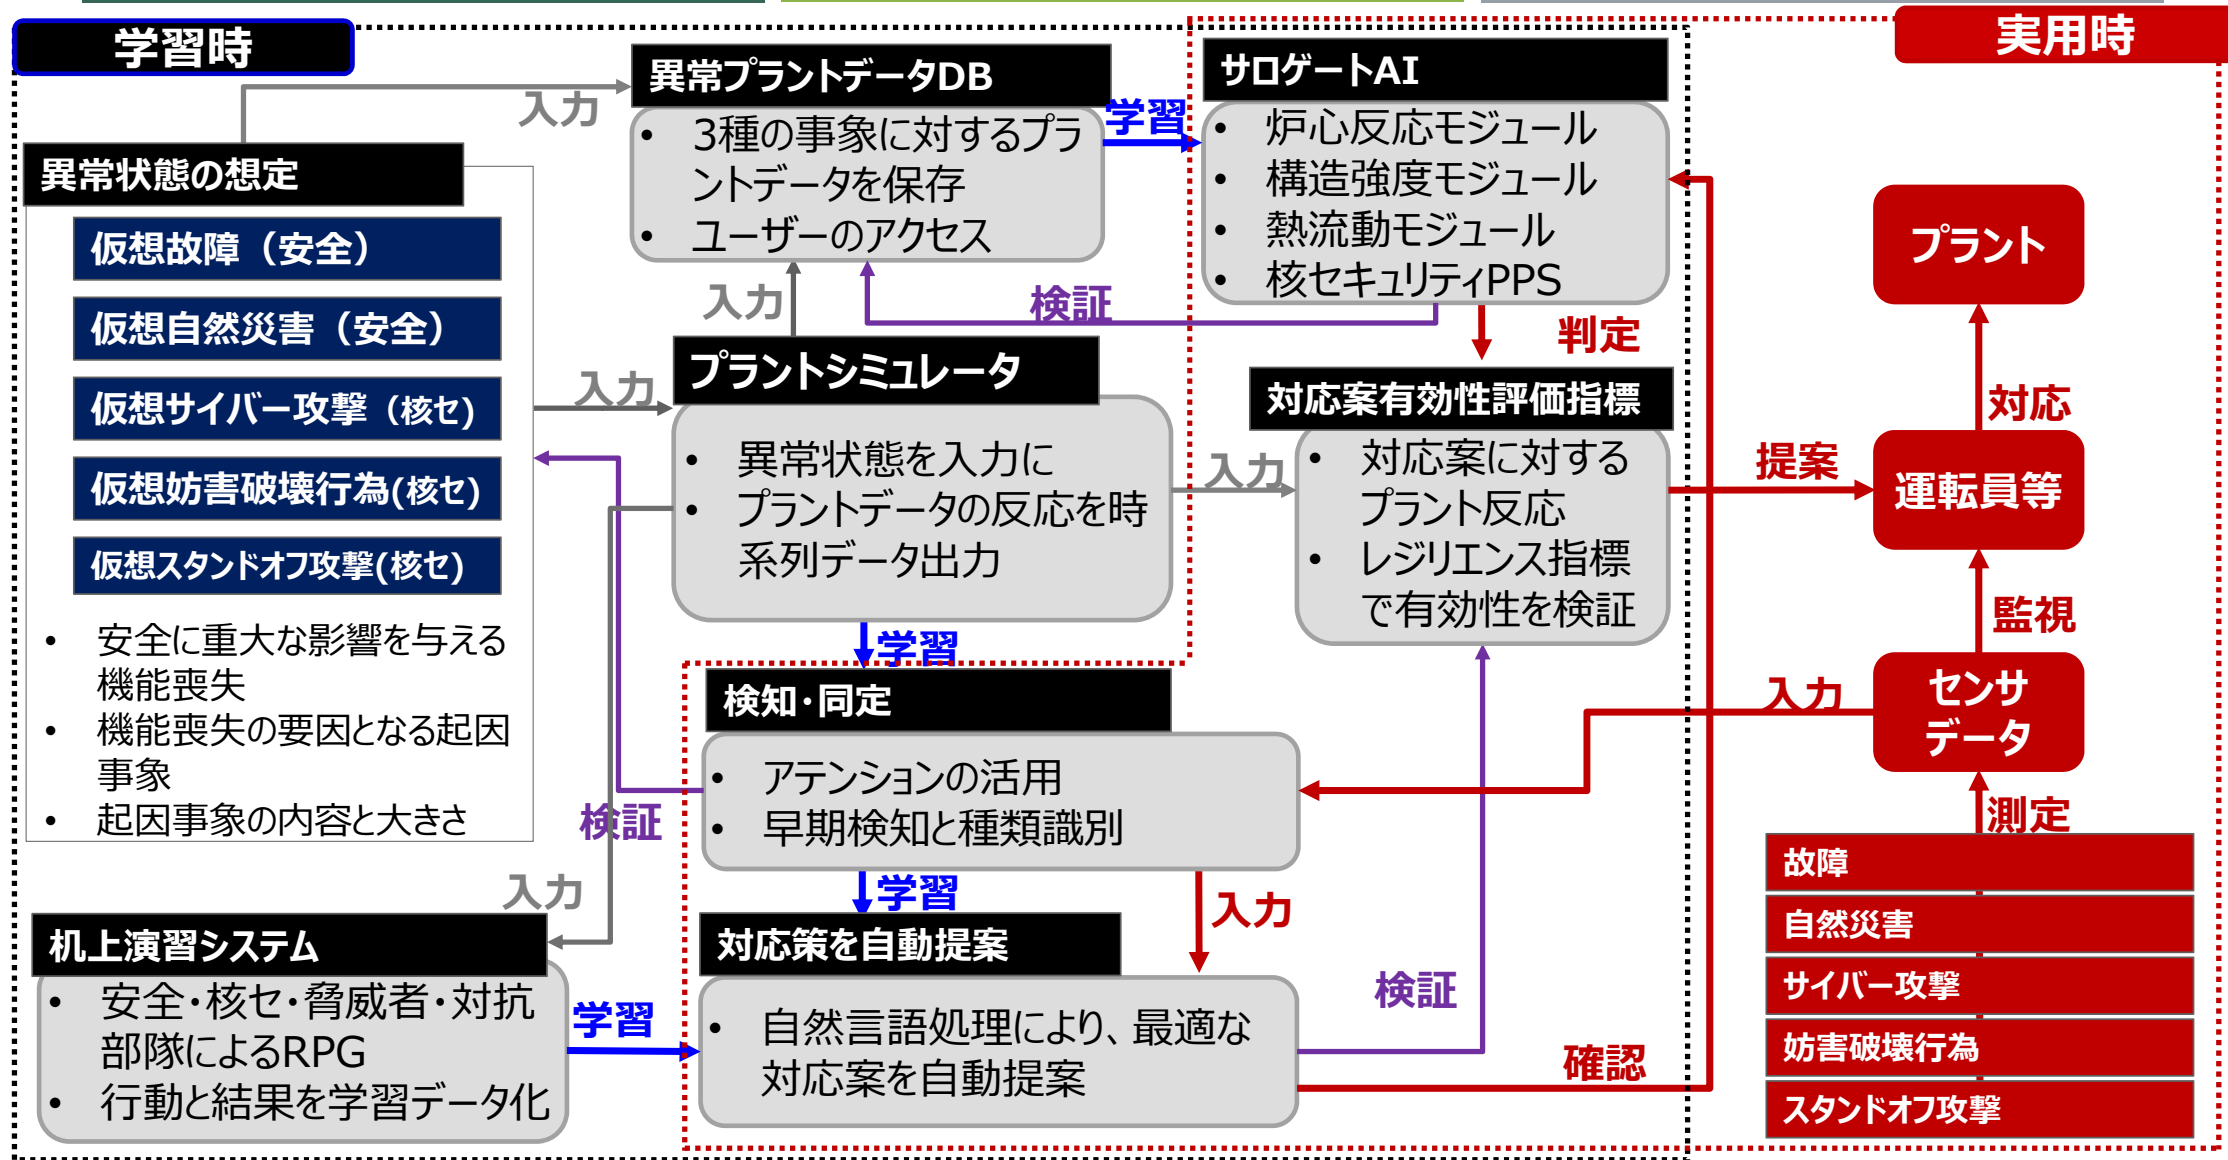 学習時
実用時
異常プラントデータDB
サロゲートAI
入力
学習
• 3種の事象に対するプラ
ントデータを保存
• ユーザーのアクセス
• 炉心反応モジュール
• 構造強度モジュール
• 熱流動モジュール
• 核セキュリティPPS
異常状態の想定
仮想故障（安全）
仮想自然災害（安全）
仮想サイバー攻撃（核セ)
仮想妨害破壊行為(核セ)
仮想スタンドオフ攻撃(核セ)
• 安全に重大な影響を与える
機能喪失
• 機能喪失の要因となる起因
事象
• 起因事象の内容と大きさ
入力
検証
判定
入力
プラントシミュレータ
• 異常状態を入力に
• プラントデータの反応を時
系列データ出力
入力
対応案有効性評価指標
• 対応案に対する
プラント反応
• レジリエンス指標
で有効性を検証
プラント
対応
提案
運転員等
監視
学習
検知・同定
• アテンションの活用
• 早期検知と種類識別
検証
入力
センサ
データ
測定
故障
自然災害
サイバー攻撃
妨害破壊行為
スタンドオフ攻撃
入力
学習
入力
机上演習システム
• 安全・核セ・脅威者・対抗
部隊によるRPG
• 行動と結果を学習データ化
学習
対応策を自動提案
• 自然言語処理により、最適な
対応案を自動提案
検証
確認